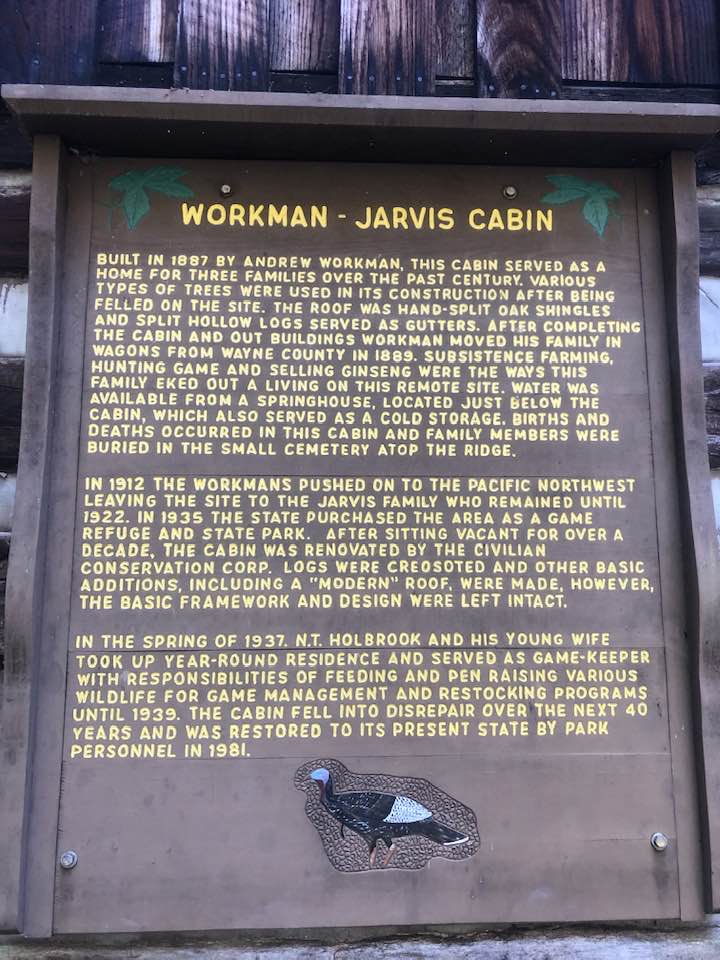 WORKMAN - JARVIS CABIN
BUILT IN 1887 BY ANDREW WORKMAN, THIS CABIN SERVED AS A
HOME FOR THREE FAMILIES OVER THE PAST CENTURY. VARIOUS
TYPES OF TREES WERE USED IN ITS CONSTRUCTION AFTER BEING
FELLED ON THE SITE. THE ROOF WAS HAND-SPLIT OAK SHINGLES
AND SPLIT HOLLOW LOGS SERVED AS GUTTERS. AFTER COMPLETING
THE CABIN AND OUT BUILDINGS WORKMAN MOVED HIS FAMILY IN
WAGONS FROM WAYNE COUNTY IN 1889. SUBSISTENCE FARMING,
HUNTING GAME AND SELLING GINSENG WERE THE WAYS THIS
FAMILY EKED OUT A LIVING ON THIS REMOTE SITE. WATER WAS
AVAILABLE FROM A SPRINGHOUSE, LOCATED JUST BELOW THE
CABIN, WHICH ALSO SERVED AS A COLD STORAGE. BIRTHS AND
DEATHS OCCURRED IN THIS CABIN AND FAMILY MEMBERS WERE
BURIED IN THE SMALL CEMETERY ATOP THE RIDGE.
IN 1912 THE WORKMANS PUSHED ON TO THE PACIFIC NORTHWEST
LEAVING THE SITE TO THE JARVIS FAMILY WHO REMAINED UNTIL
1922. IN 1935 THE STATE PURCHASED THE AREA AS A GAME
REFUGE AND STATE PARK. AFTER SITTING VACANT FOR OVER A
DECADE, THE CABIN WAS RENOVATED BY THE CIVILIAN
CONSERVATION CORP. LOGS WERE CREOSOTED AND OTHER BASIC
ADDITIONS, INCLUDING A "MODERN" ROOF, WERE MADE, HOWEVER,
THE BASIC FRAMEWORK AND DESIGN WERE LEFT INTACT.
IN THE SPRING OF 1937. N.T. HOLBROOK AND HIS YOUNG WIFE
TOOK UP YEAR-ROUND RESIDENCE AND SERVED AS GAME-KEEPER
WITH RESPONSIBILITIES OF FEEDING AND PEN RAISING VARIOUS
WILDLIFE FOR GAME MANAGEMENT AND RESTOCKING PROGRAMS
UNTIL 1939. THE CABIN FELL INTO DISREPAIR OVER THE NEXT 40
YEARS AND WAS RESTORED TO ITS PRESENT STATE BY PARK
PERSONNEL IN 1981.